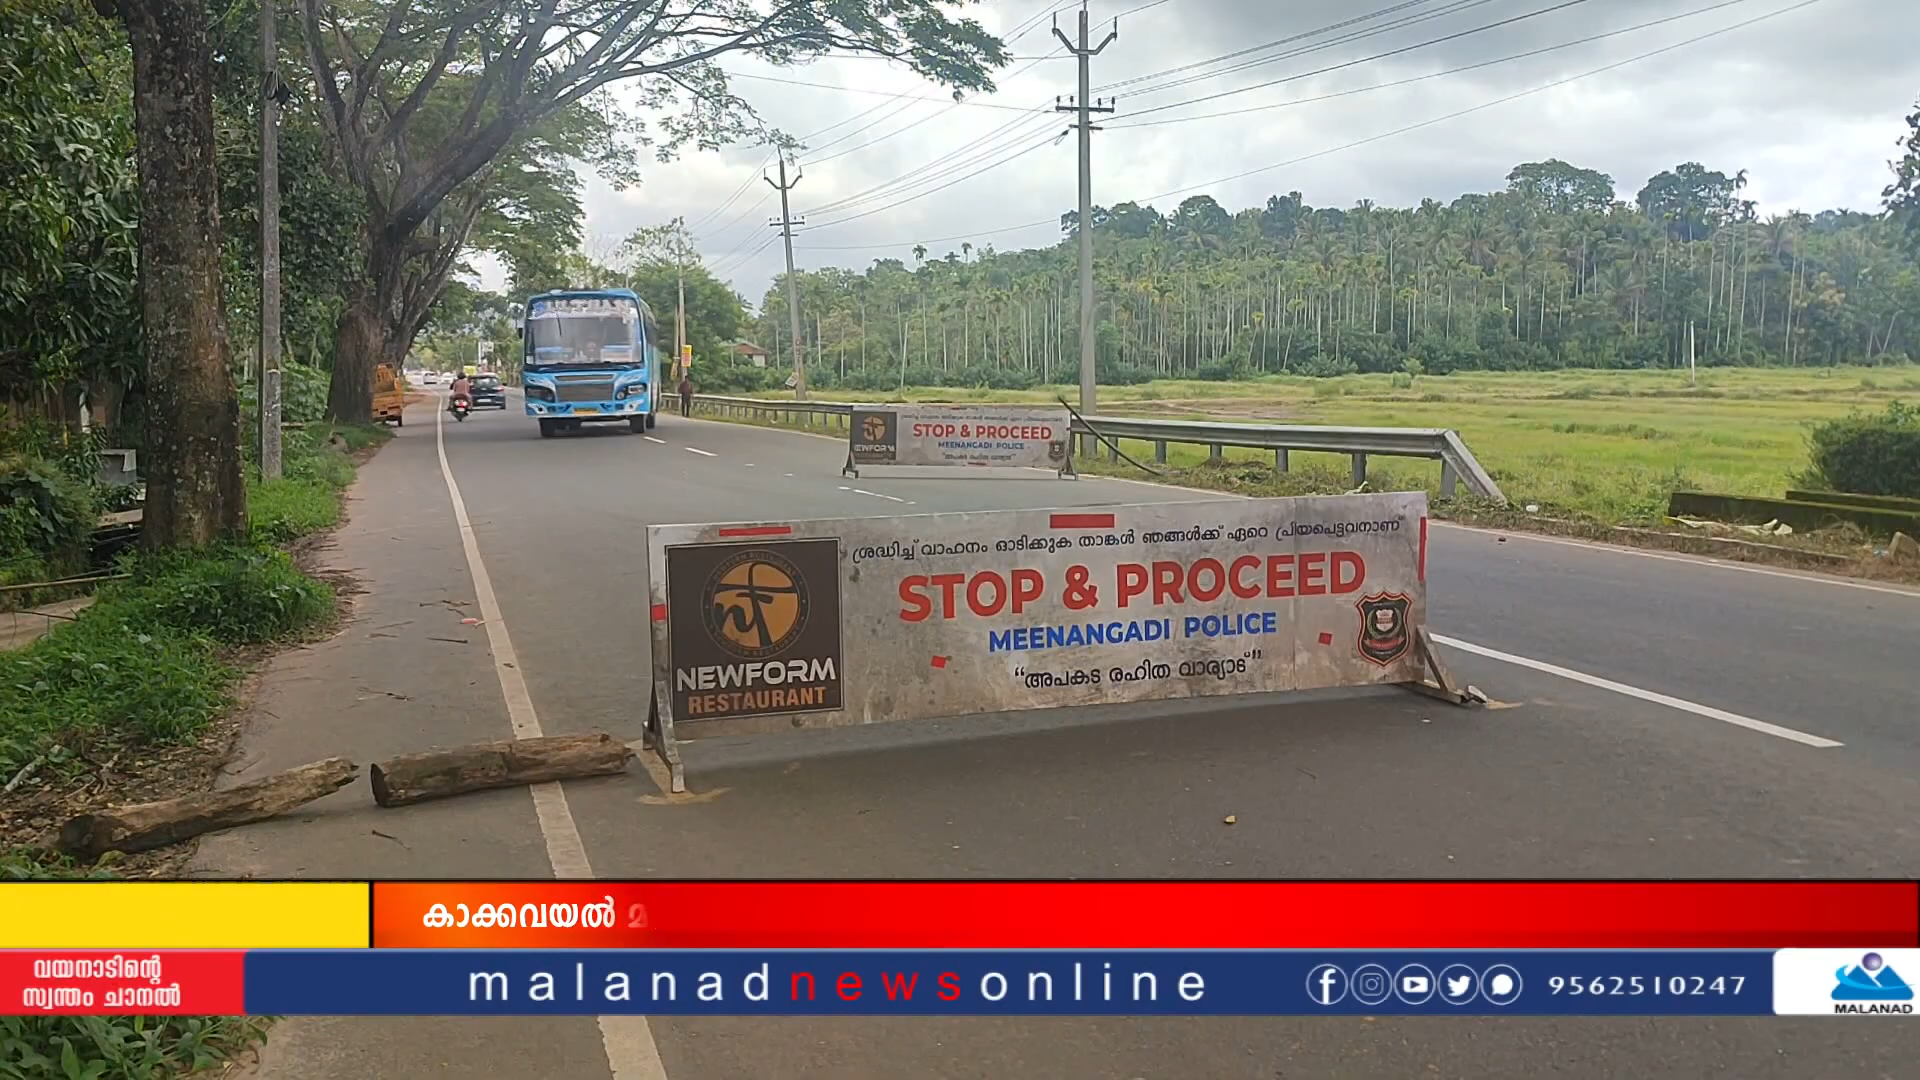 ശ്രദ്ധിച്ച് വാഹനം ഓടിക്കുക താങ്കൾ ഞങ്ങൾക്ക് ഏറെ പ്രിയപെട്ടവനാണ്
STOP & PROCEED
MEENANGADI POLICE
"അപകട രഹിത വാര്യാട്"
NEWFORM
RESTAURANT
STOP & PROCEED
MEENANGADI POLICE
കാക്കവയൽ
വയനാടിന്റെ
സ്വന്തം ചാനൽ
malanadnewsonline
9562510247
MALANAD